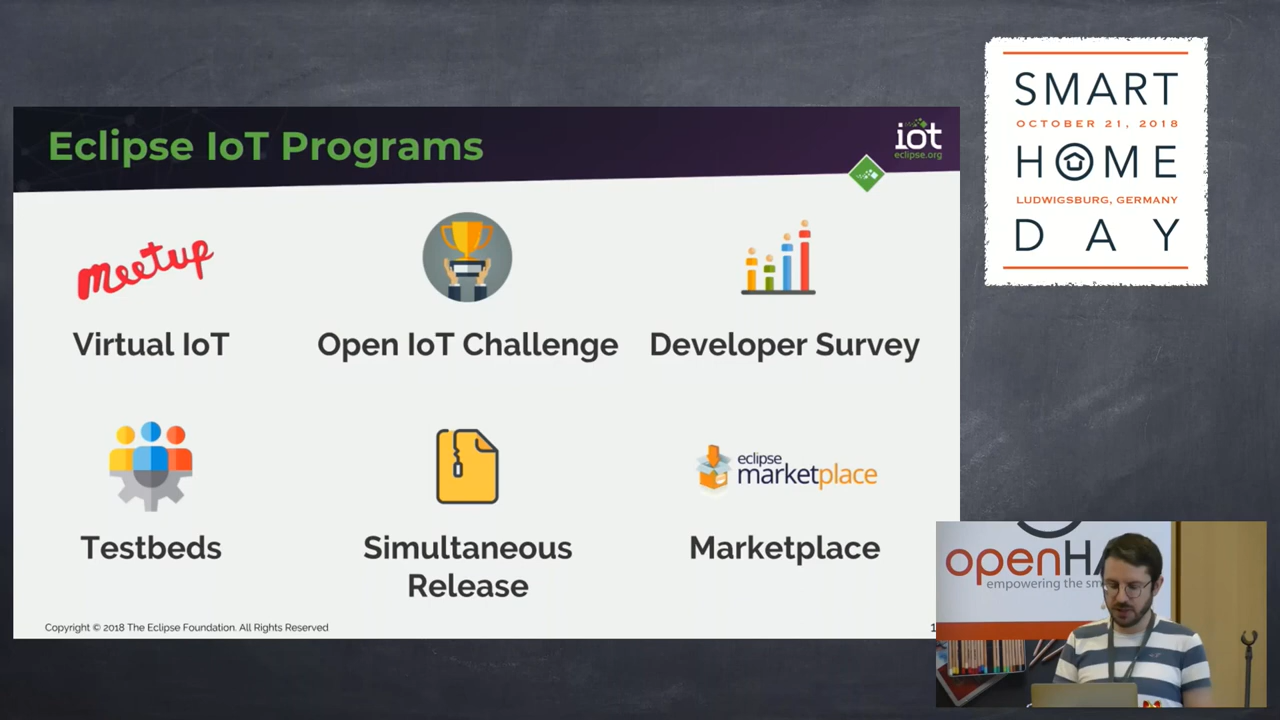 Eclipse IoT Programs
iot
eclipse.org
meetup
Virtual IoT
Open IoT Challenge
Developer Survey
Testbeds
Simultaneous
Release
eclipse
marketplace
Marketplace
Copyright © 2018 The Eclipse Foundation. All Rights Reserved
SMART
OCTOBER 21, 2018
HOME
LUDWIGSBURG, GERMANY
DAY
openHA
empowering the sm